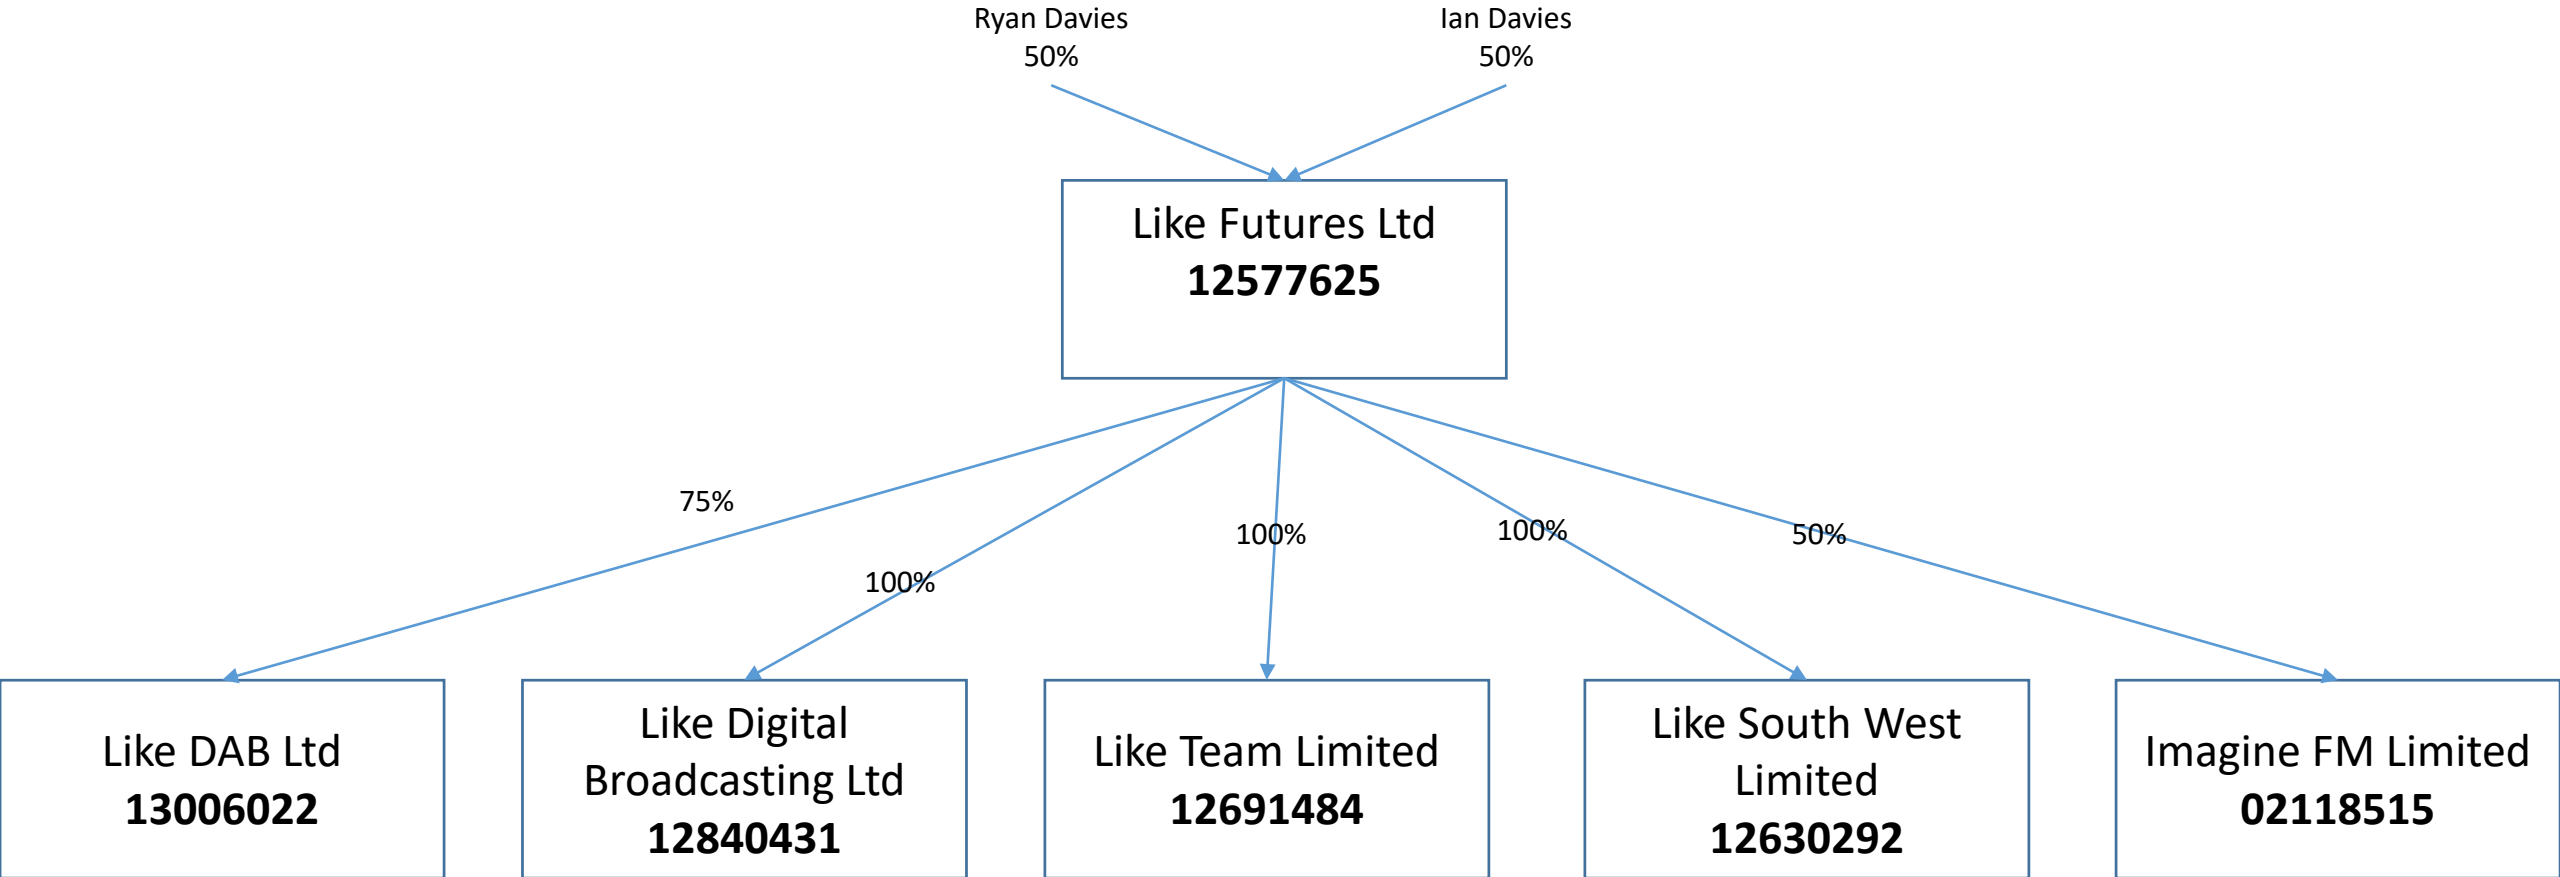 Ryan Davies
50%
Ian Davies
50%
Like Futures Ltd
12577625
75%
100%
100%
100%
50%
Like DAB Ltd
13006022
Like Digital
Broadcasting Ltd
12840431
Like Team Limited
12691484
Like South West
Limited
12630292
Imagine FM Limited
02118515